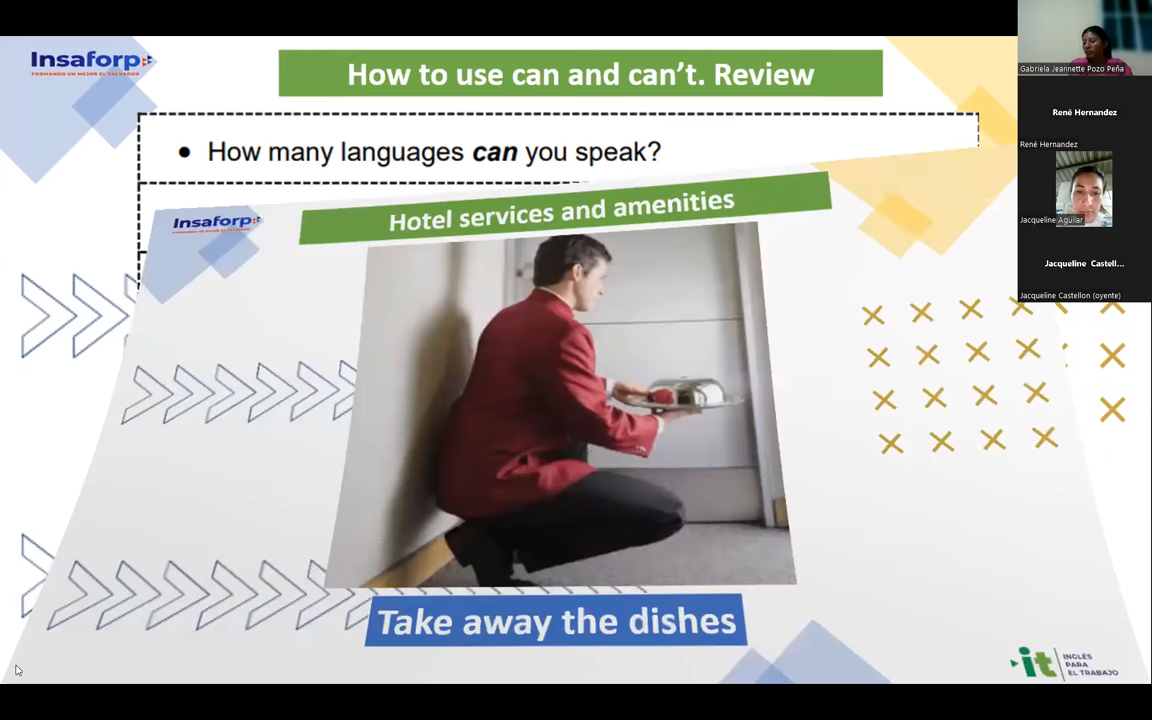 Insaforp
FORMANDO UN MEJOR EL SALVADOR
How to use can and can't. Review
• How many languages can you speak?
Insaforp
Hotel services and amenities
Take away the dishes
it
INGLÉS
PARA
EL TRABAJO
Gabriela Jeannette Pozo Peña
René Hernandez
René Hernandez
Jacqueline Aguilar
Jacqueline Castell...
Jacqueline Castellon (oyente)